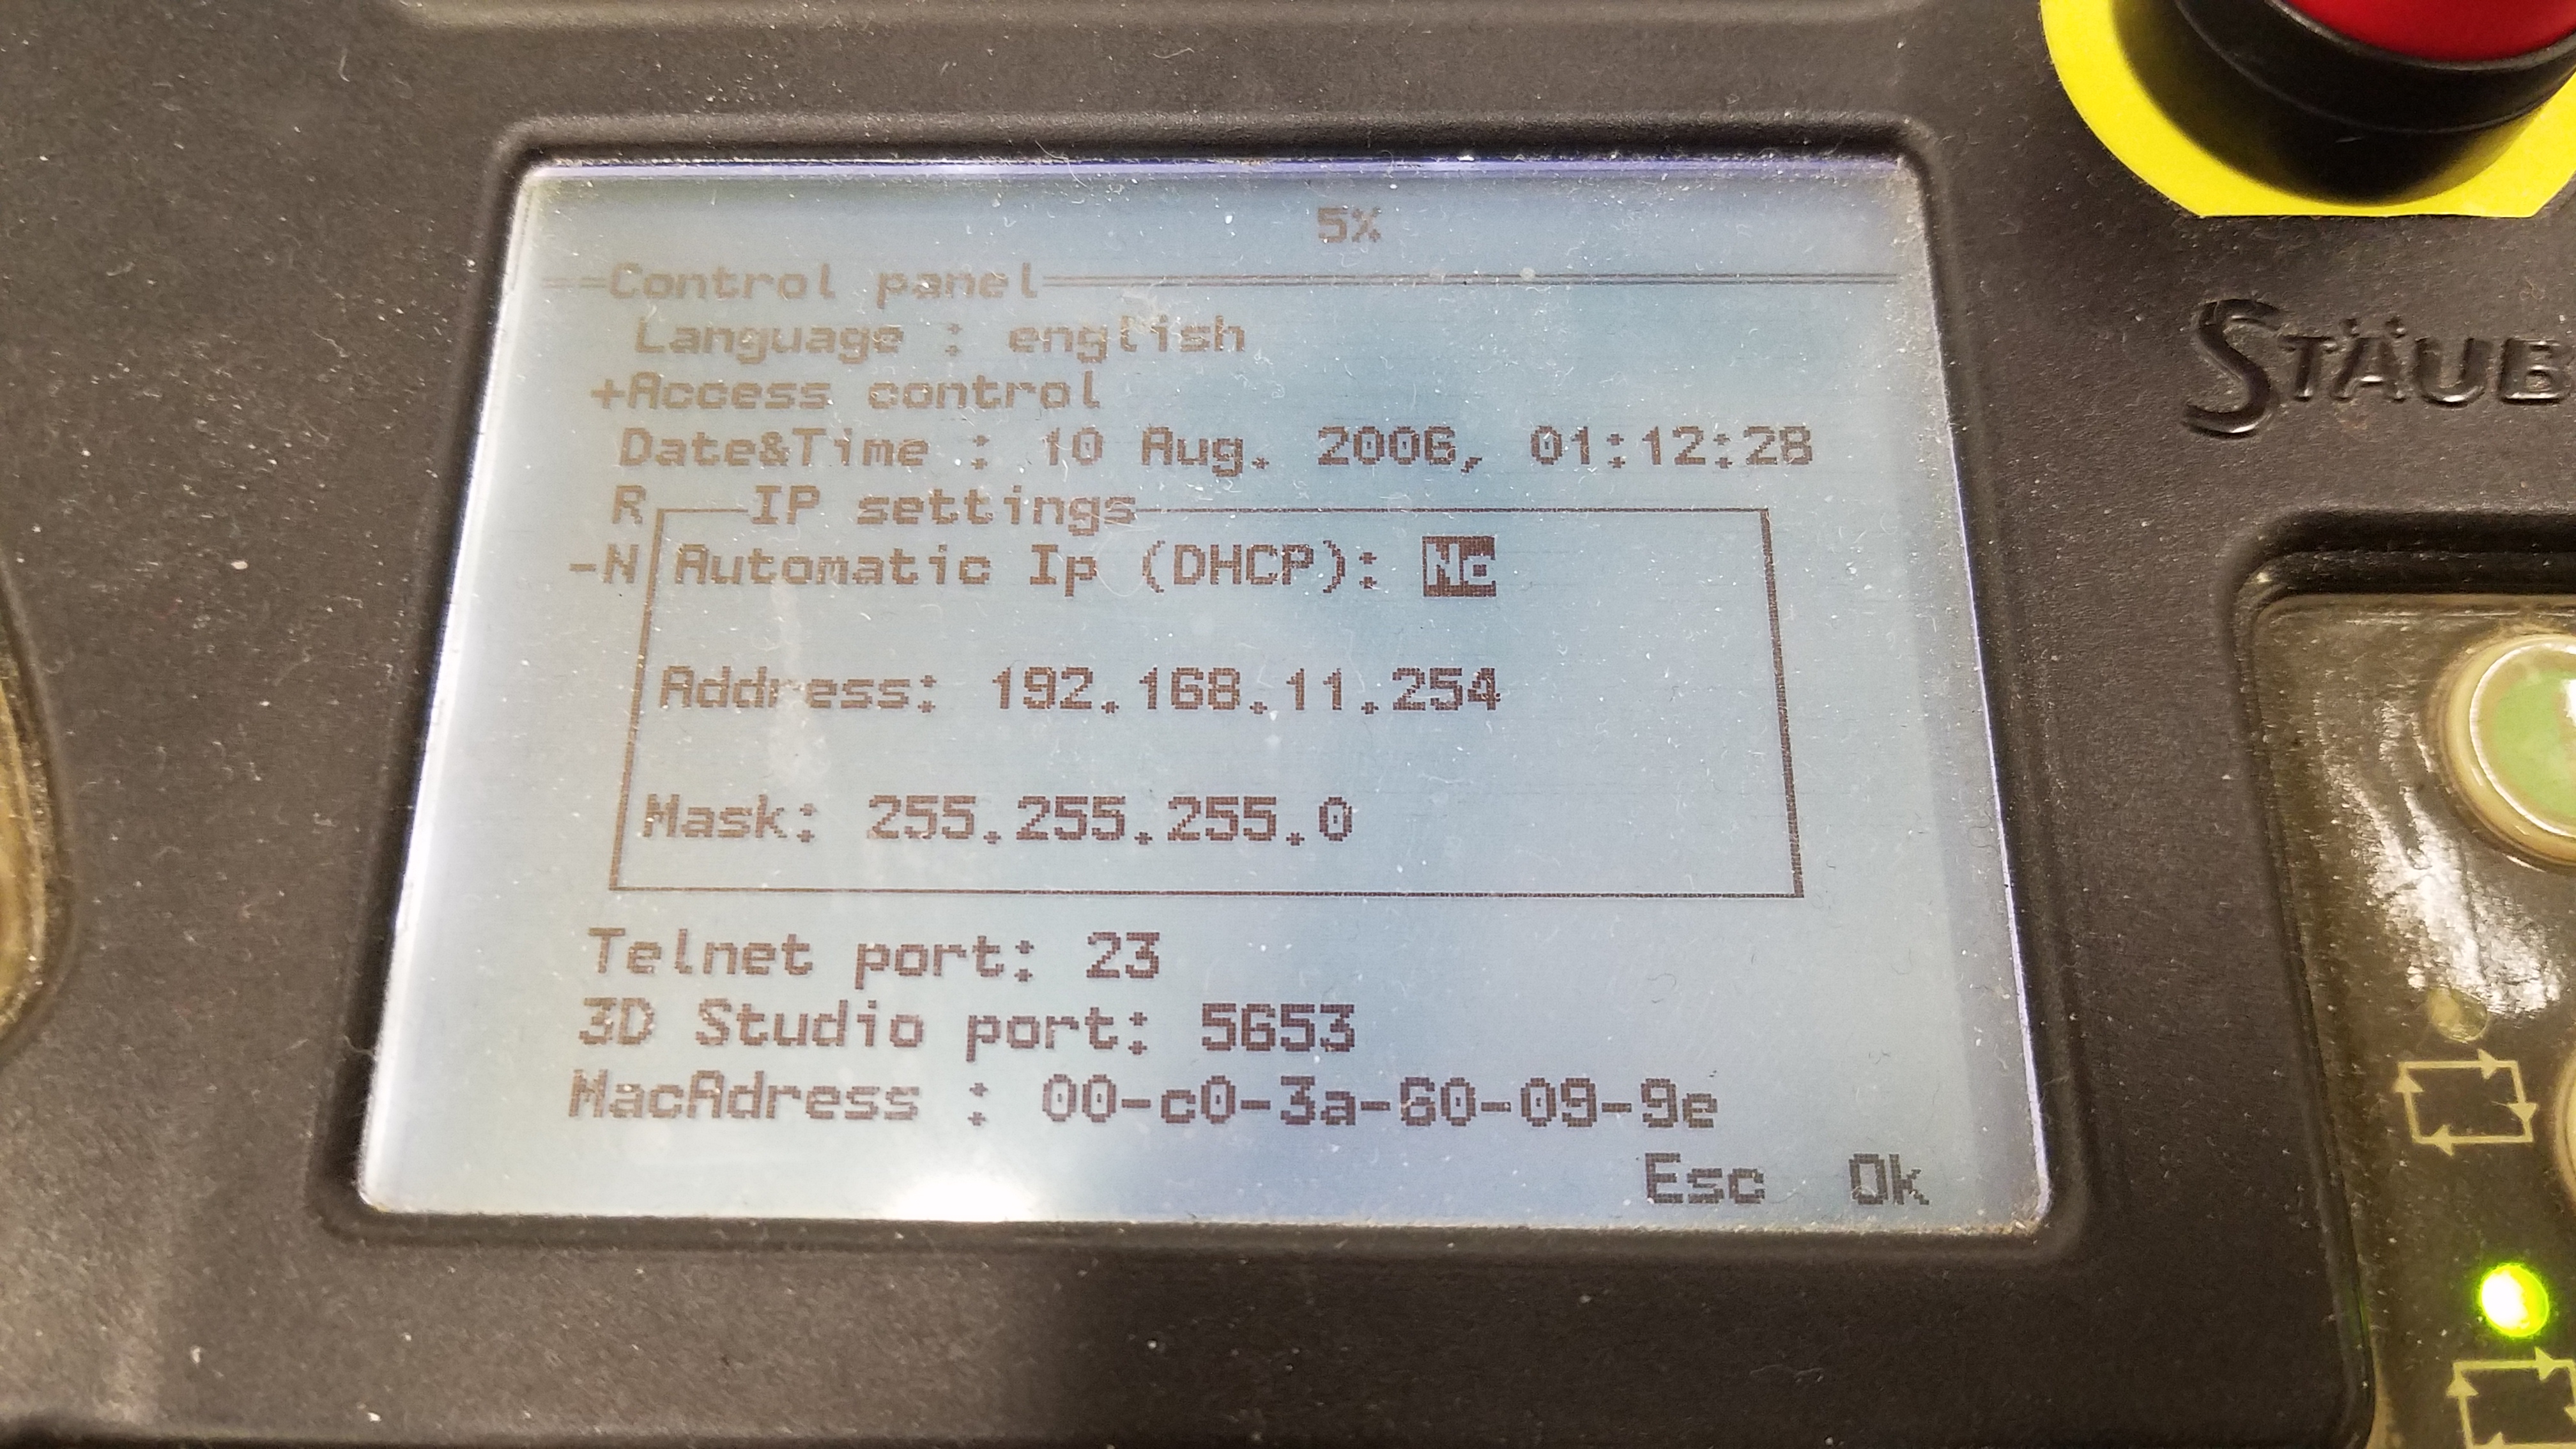 5%
Control panel
Language : english
+Access control
Date&Time : 10 Aug. 2006, 01:12:28
R IP settings
-N Automatic Ip (DHCP): No
Address: 192.168.11.254
Mask: 255.255.255.0
Telnet port: 23
3D Studio port: 5653
MacAdress : 00-c0-3a-60-09-9e
Esc Ok
STÄUB